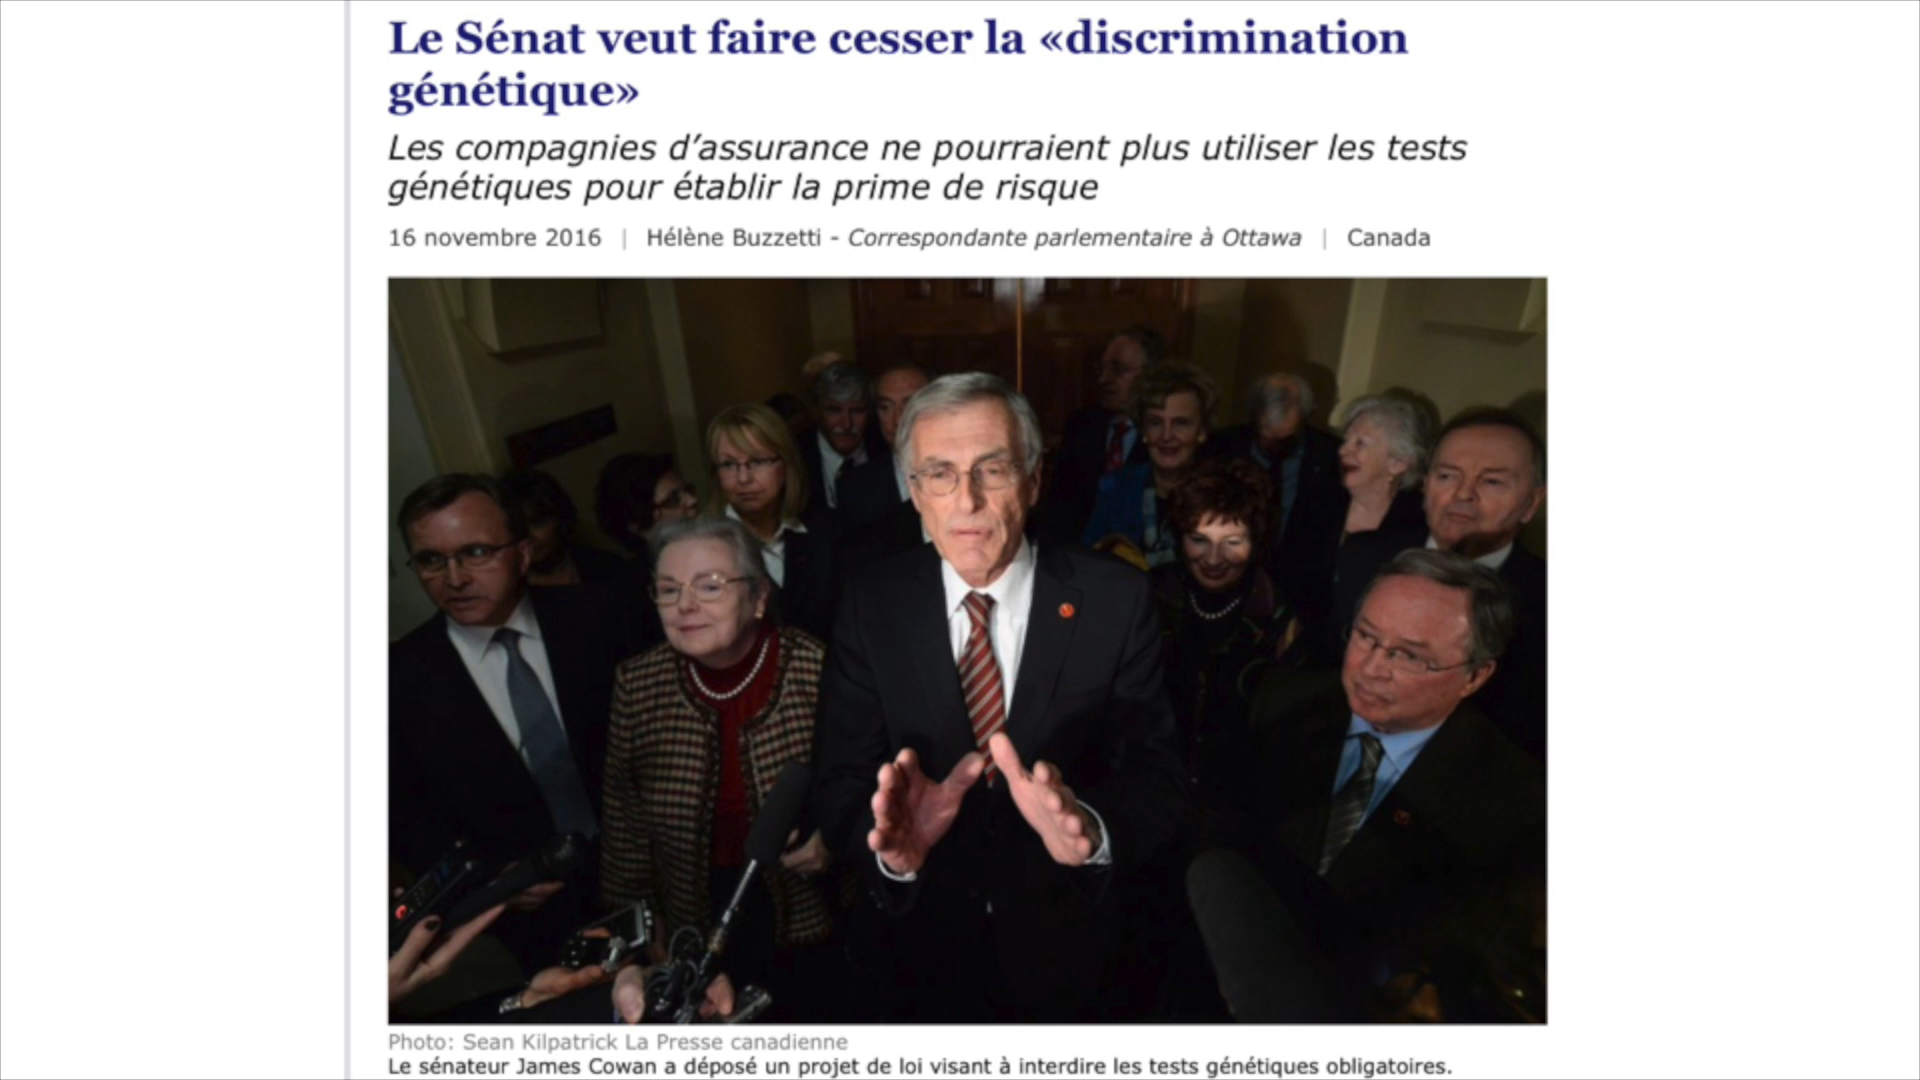 Le Sénat veut faire cesser la «discrimination
génétique»
Les compagnies d’assurance ne pourraient plus utiliser les tests
génétiques pour établir la prime de risque
16 novembre 2016 | Hélène Buzzetti - Correspondante parlementaire à Ottawa | Canada
Photo: Sean Kilpatrick La Presse canadienne
Le sénateur James Cowan a déposé un projet de loi visant à interdire les tests génétiques obligatoires.